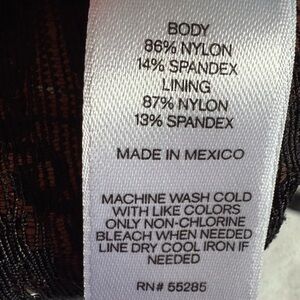 BODY
86% NYLON
14% SPANDEX
LINING
87% NYLON
13% SPANDEX
MADE IN MEXICO
MACHINE WASH COLD
WITH LIKE COLORS
ONLY NON-CHLORINE
BLEACH WHEN NEEDED
LINE DRY COOL IRON IF
NEEDED
RN# 55285